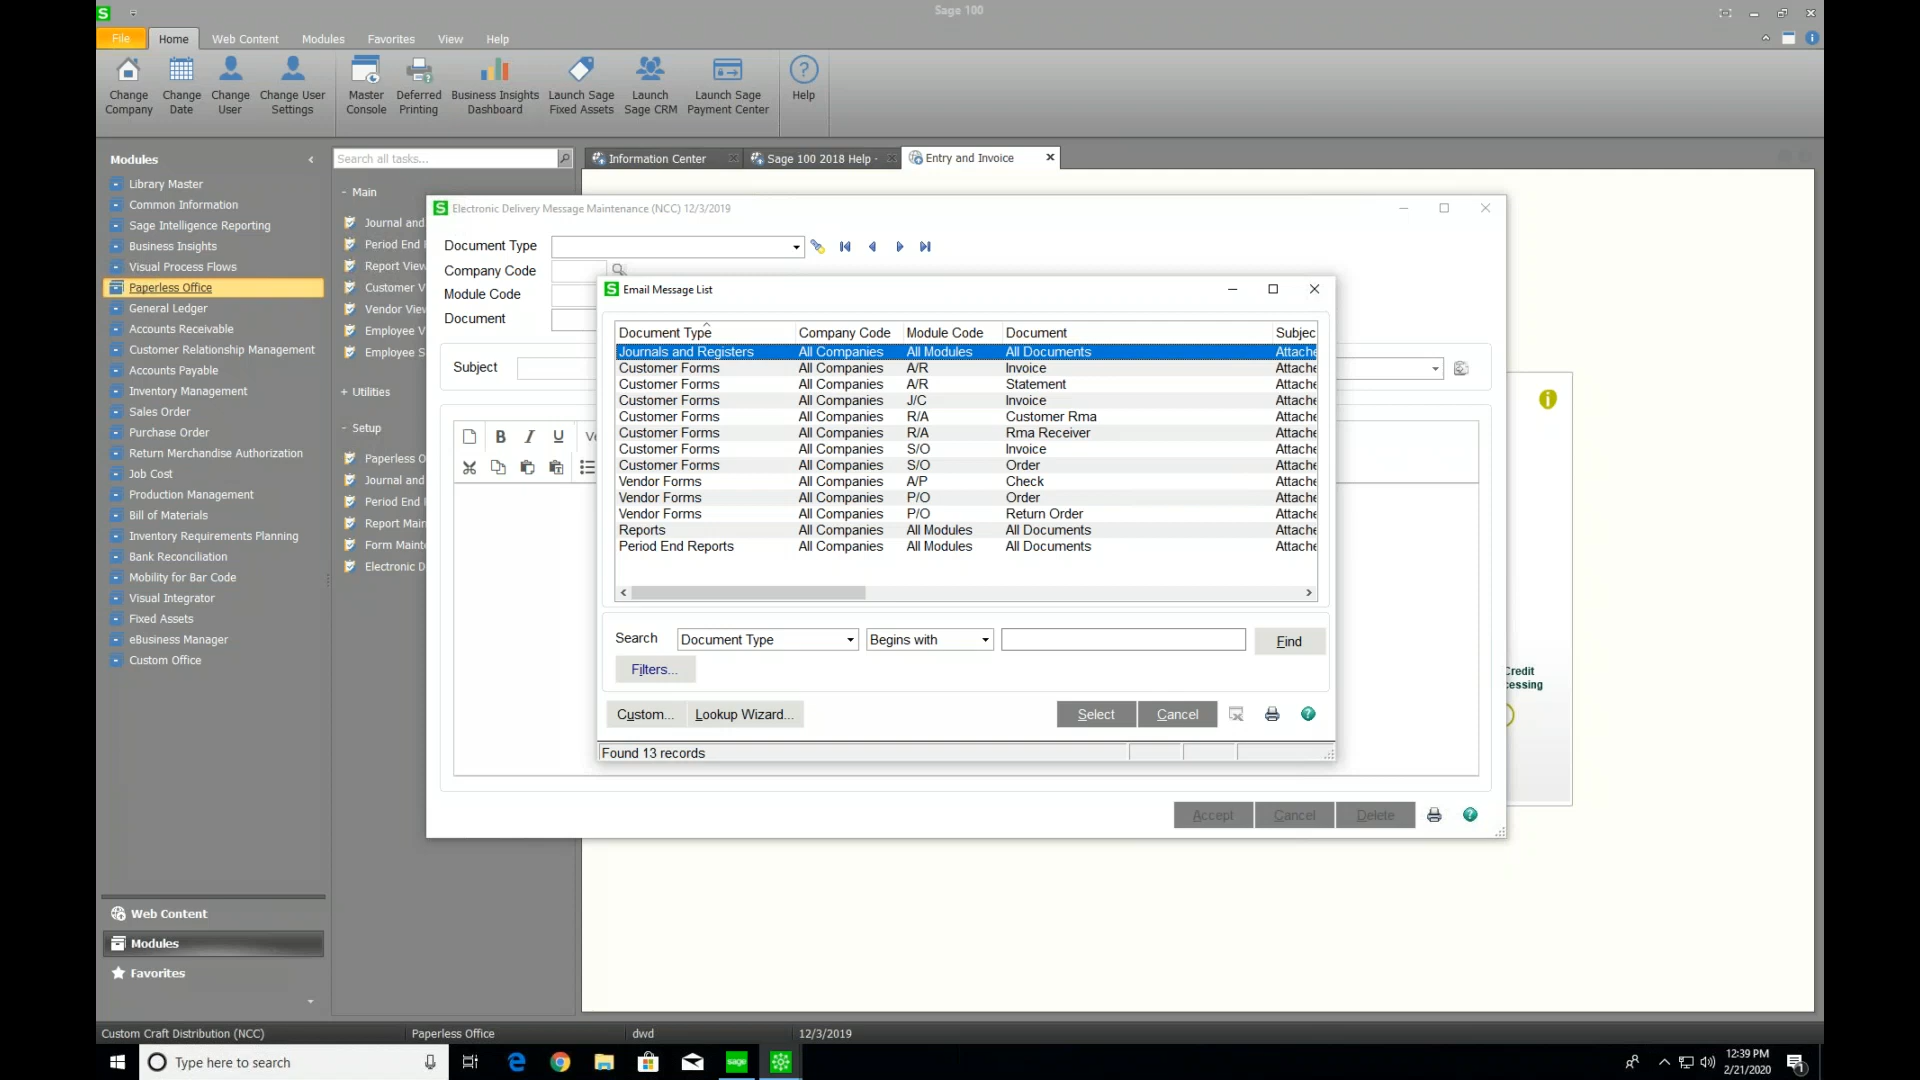 Sage 100
File
Home
Web Content
Modules
Favorites
View
Help
Change Company
Change Date
Change User
Change User Settings
Master Console
Deferred Printing
Business Insights Dashboard
Launch Sage Fixed Assets
Launch Sage CRM
Launch Sage Payment Center
Help
Modules
Library Master
Common Information
Sage Intelligence Reporting
Business Insights
Visual Process Flows
Paperless Office
General Ledger
Accounts Receivable
Customer Relationship Management
Accounts Payable
Inventory Management
Sales Order
Purchase Order
Return Merchandise Authorization
Job Cost
Production Management
Bill of Materials
Inventory Requirements Planning
Bank Reconciliation
Mobility for Bar Code
Visual Integrator
Fixed Assets
eBusiness Manager
Custom Office
Web Content
Modules
Favorites
Search all tasks...
- Main
Journal and
Period End
Report View
Customer V
Vendor View
Employee V
Employee S
+ Utilities
- Setup
Paperless O
Journal and
Period End
Report Main
Form Maint
Electronic D
Information Center
Sage 100 2018 Help -
Entry and Invoice
Electronic Delivery Message Maintenance (NCC) 12/3/2019
Document Type
Company Code
Module Code
Document
Subject
B I U Ve
Email Message List
Document Type Company Code Module Code Document Subjec
Journals and Registers All Companies All Modules All Documents Attache
Customer Forms All Companies A/R Invoice Attache
Customer Forms All Companies A/R Statement Attache
Customer Forms All Companies J/C Invoice Attache
Customer Forms All Companies R/A Customer Rma Attache
Customer Forms All Companies R/A Rma Receiver Attache
Customer Forms All Companies S/O Invoice Attache
Customer Forms All Companies S/O Order Attache
Vendor Forms All Companies A/P Check Attache
Vendor Forms All Companies P/O Order Attache
Vendor Forms All Companies P/O Return Order Attache
Reports All Companies All Modules All Documents Attache
Period End Reports All Companies All Modules All Documents Attache
Search Document Type Begins with Find
Filters...
Custom... Lookup Wizard... Select Cancel
Found 13 records
Accept Cancel Delete
Credit
cessing
Custom Craft Distribution (NCC) Paperless Office dwd 12/3/2019
Type here to search
sage
12:39 PM
2/21/2020
1